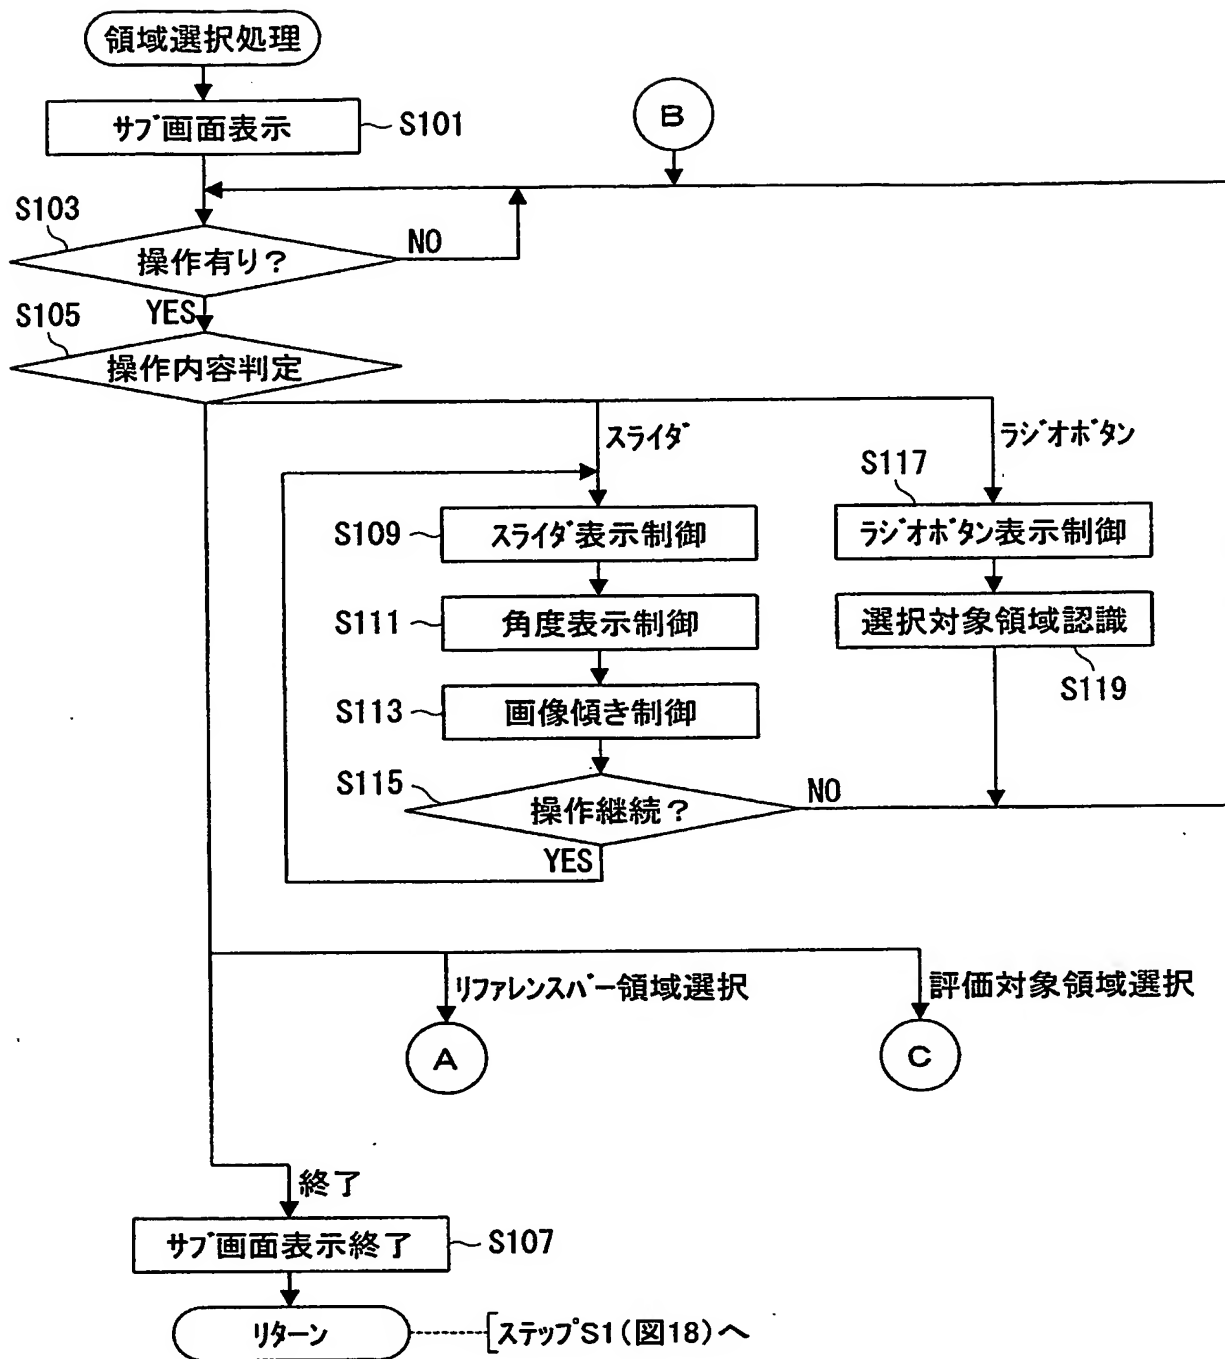 領域選択処理
サブ画面表示
S101
B
S103
操作有り?
NO
YES
S105
操作内容判定
スライダ
ラジオボタン
S117
S109
スライダ表示制御
ラジオボタン表示制御
S111
角度表示制御
選択対象領域認識
S119
S113
画像傾き制御
S115
操作継続?
NO
YES
リファレンスバー領域選択
評価対象領域選択
A
C
終了
サブ画面表示終了
S107
リターン
[ステップS1(図18)へ